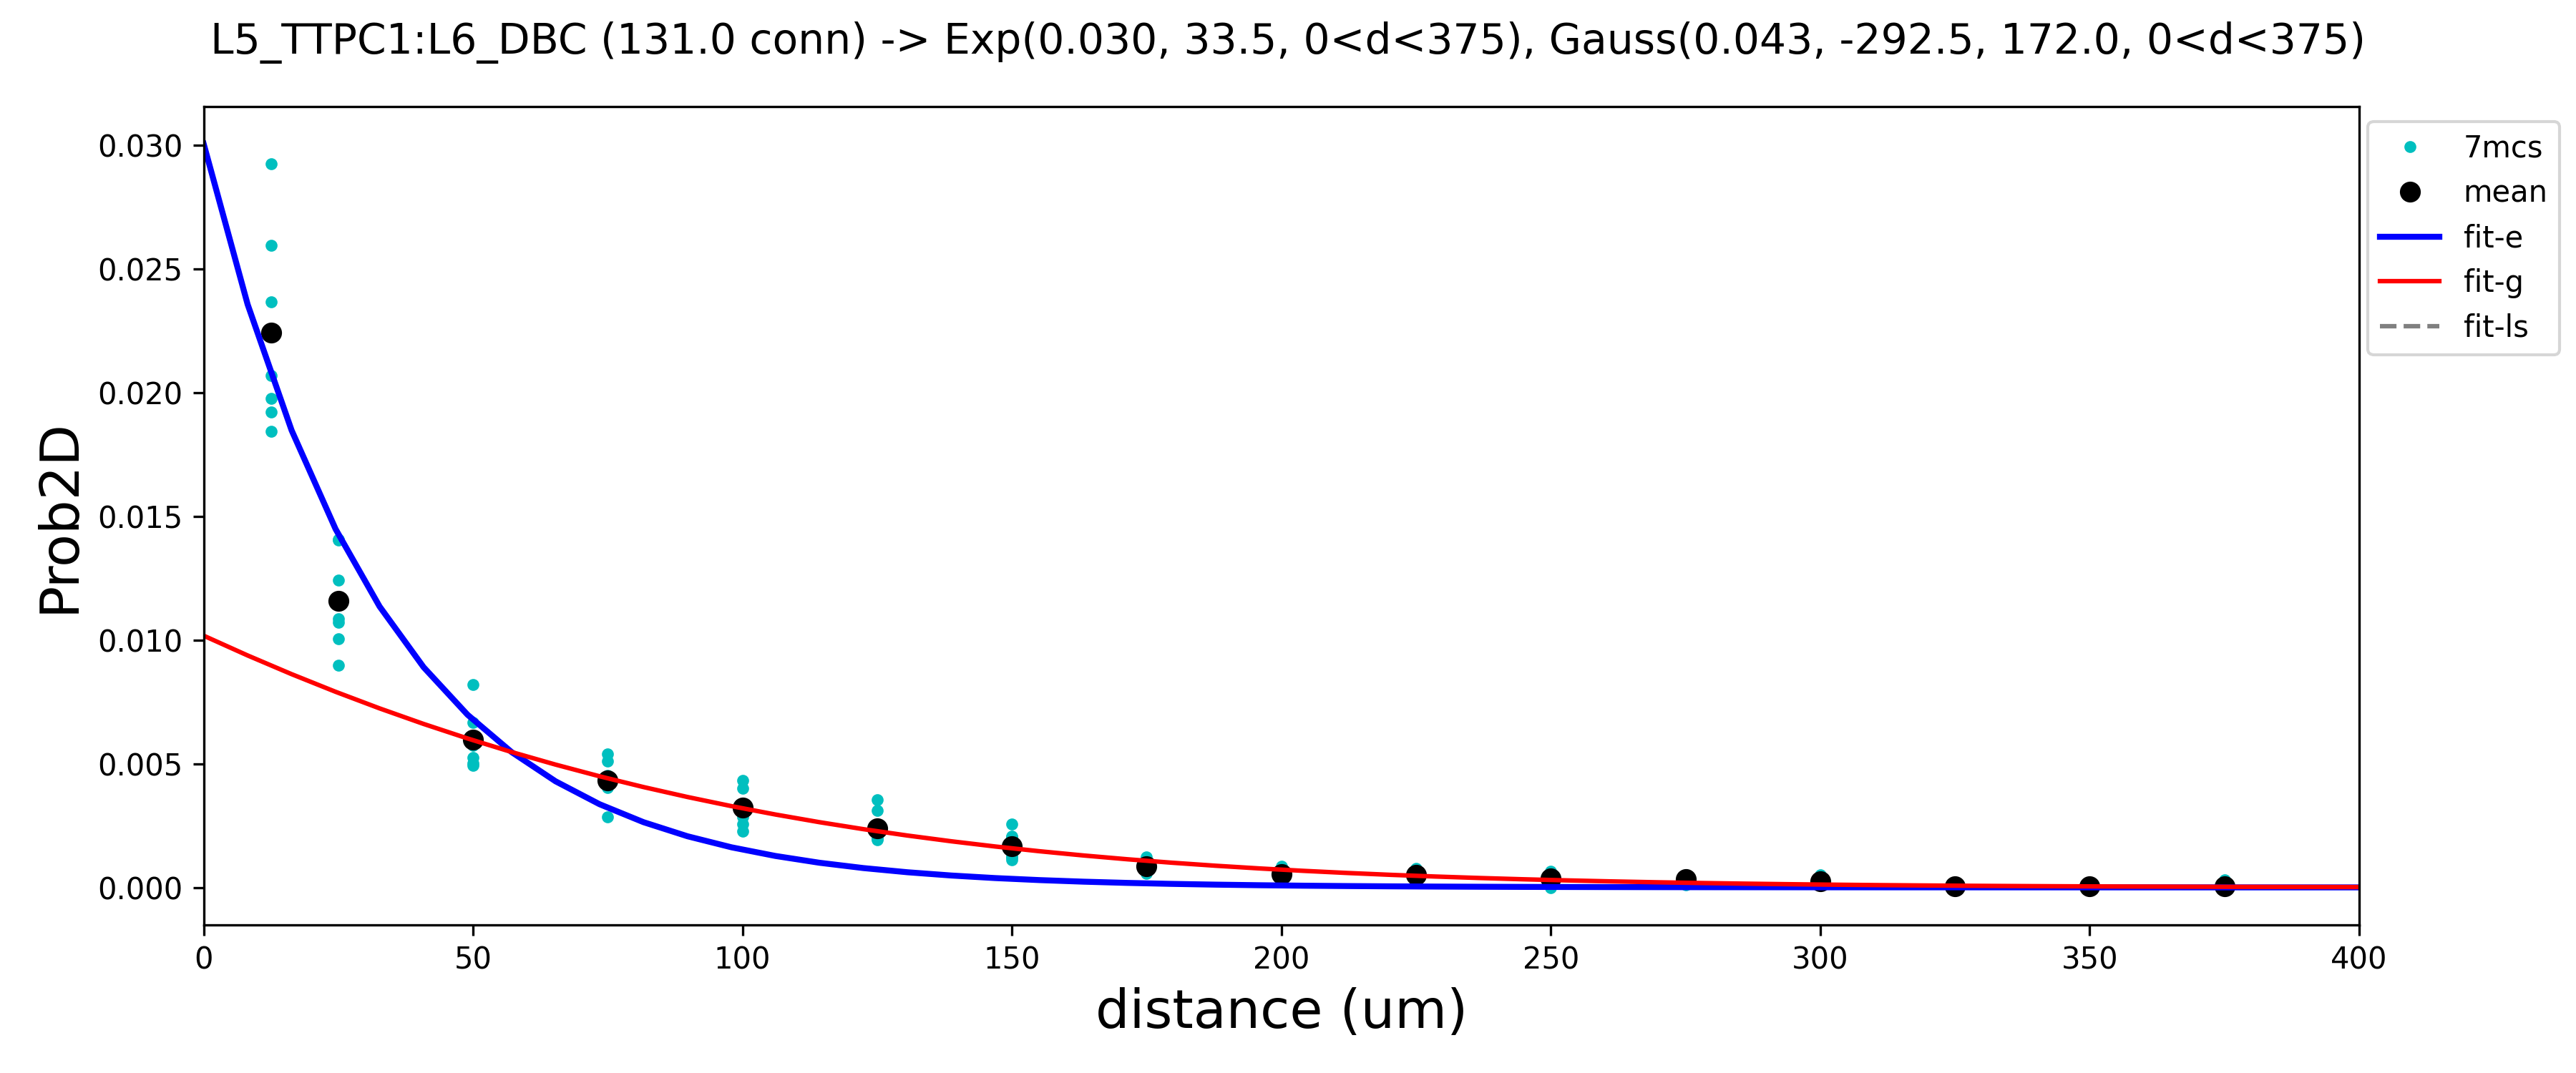 L5_TTPC1:L6_DBC (131.0 conn) -> Exp(0.030, 33.5, 0<d<375), Gauss(0.043, -292.5, 172.0, 0<d<375)
0.030
0.025
0.020
0.015
0.010
0.005
0.000
Prob2D
0 50 100 150 200 250 300 350 400
distance (um)
7mcs
mean
fit-e
fit-g
fit-ls